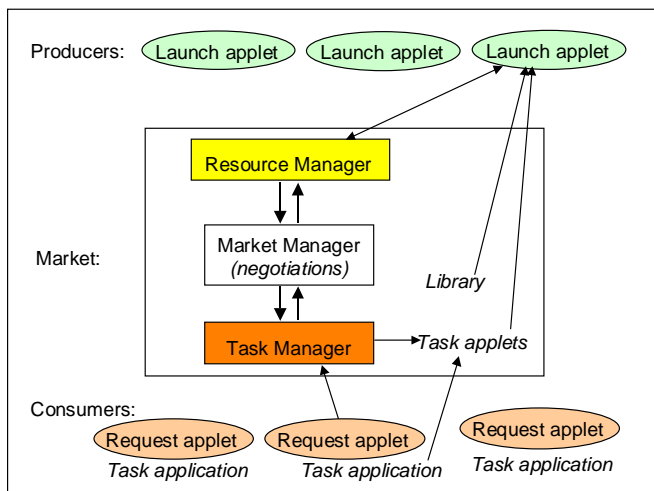 Producers:
Launch applet
Launch applet
Launch applet
Resource Manager
Market:
Market Manager
(negotiations)
Library
Task Manager
Task applets
Consumers:
Request applet
Task application
Request applet
Task application
Request applet
Task application